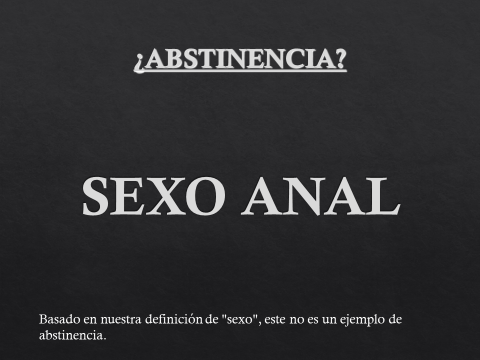 ¿ABSTINENCIA?
SEXO ANAL
Basado en nuestra definición de "sexo", este no es un ejemplo de
abstinencia.